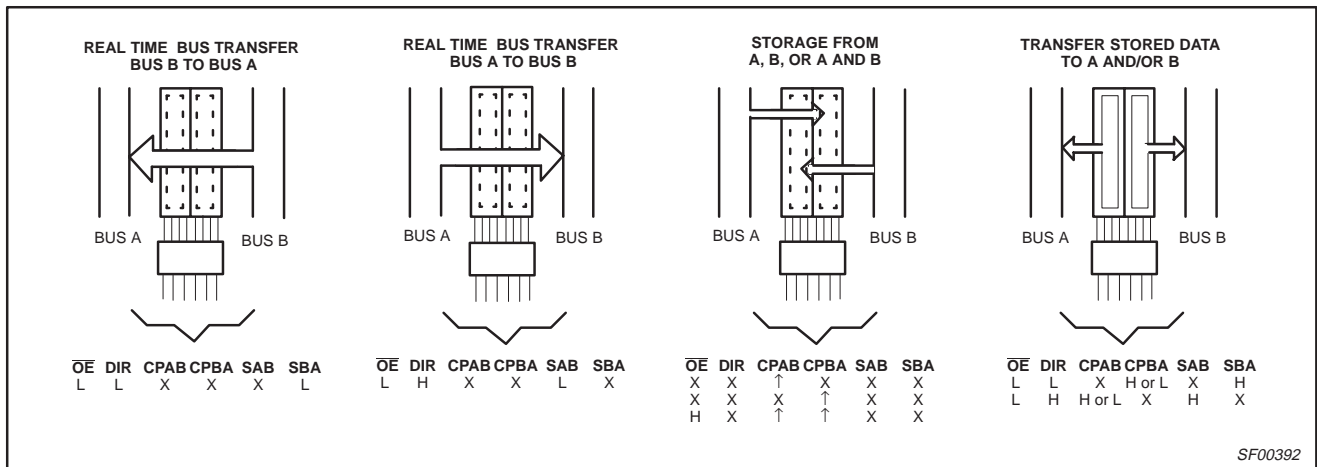 REAL TIME BUS TRANSFER
BUS B TO BUS A
BUS A
BUS B
OE DIR CPAB CPBA SAB SBA
L L X X X L
REAL TIME BUS TRANSFER
BUS A TO BUS B
BUS A
BUS B
OE DIR CPAB CPBA SAB SBA
L H X X L X
STORAGE FROM
A, B, OR A AND B
BUS A
BUS B
OE DIR CPAB CPBA SAB SBA
X X ↑ X X X
X X X ↑ X X
H X ↑ ↑ X X
TRANSFER STORED DATA
TO A AND/OR B
BUS A
BUS B
OE DIR CPAB CPBA SAB SBA
L L X H or L X H
L H H or L X H X
SF00392